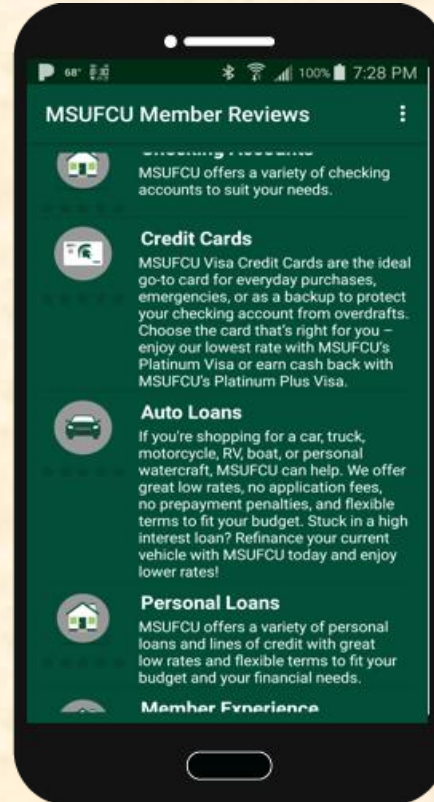 68°
100% 7:28 PM
MSUFCU Member Reviews
Checking Accounts
MSUFCU offers a variety of checking
accounts to suit your needs.
Credit Cards
MSUFCU Visa Credit Cards are the ideal
go-to card for everyday purchases,
emergencies, or as a backup to protect
your checking account from overdrafts.
Choose the card that's right for you –
enjoy our lowest rate with MSUFCU's
Platinum Visa or earn cash back with
MSUFCU's Platinum Plus Visa.
Auto Loans
If you're shopping for a car, truck,
motorcycle, RV, boat, or personal
watercraft, MSUFCU can help. We offer
great low rates, no application fees,
no prepayment penalties, and flexible
terms to fit your budget. Stuck in a high
interest loan? Refinance your current
vehicle with MSUFCU today and enjoy
lower rates!
Personal Loans
MSUFCU offers a variety of personal
loans and lines of credit with great
low rates and flexible terms to fit your
budget and your financial needs.
Member Experience